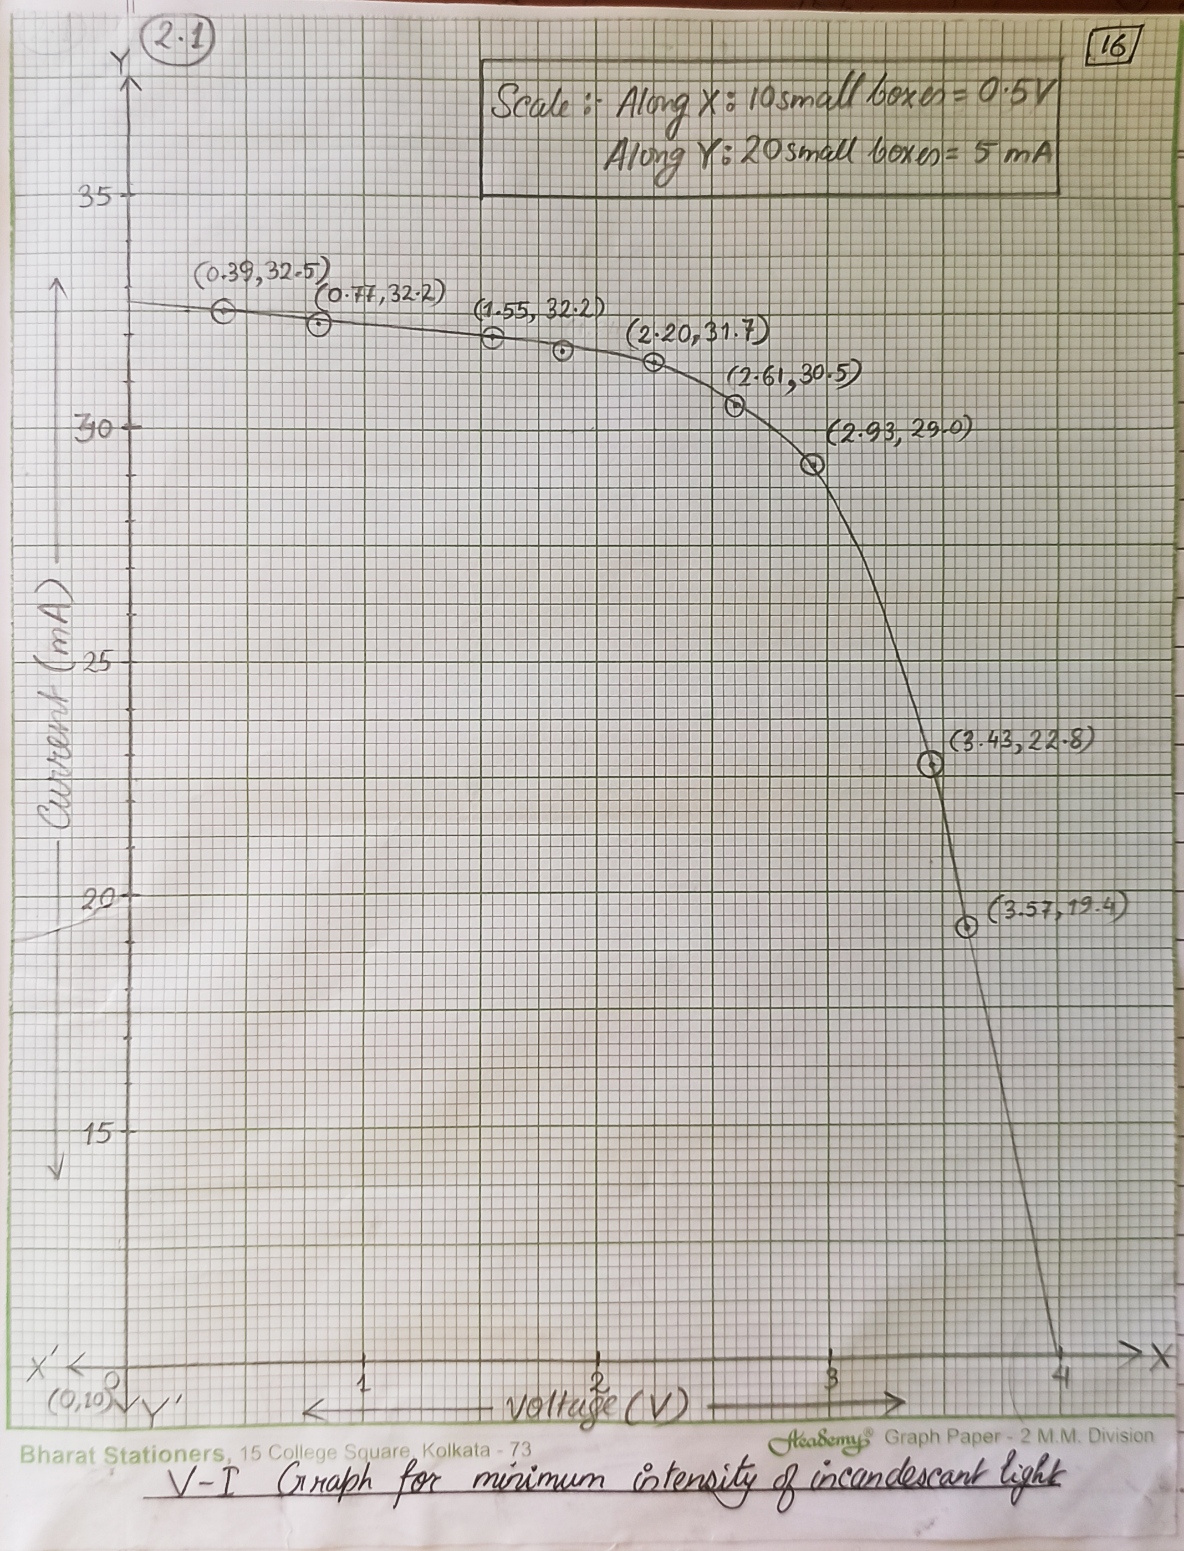 2.1
16
Y
Scale :- Along X: 10 small boxes = 0.5V
Along Y: 20 small boxes = 5 mA
35
(0.39, 32.5)
(0.77, 32.2)
(1.55, 32.2)
(2.20, 31.7)
(2.61, 30.5)
30
(2.93, 29.0)
Current (mA)
25
(3.43, 22.8)
20
(3.57, 19.4)
15
X' O X
1 2 3 4
(0,10) Y' Voltage (V)
Academy® Graph Paper - 2 M.M. Division
Bharat Stationers, 15 College Square, Kolkata - 73
V-I Graph for minimum intensity of incandescant light